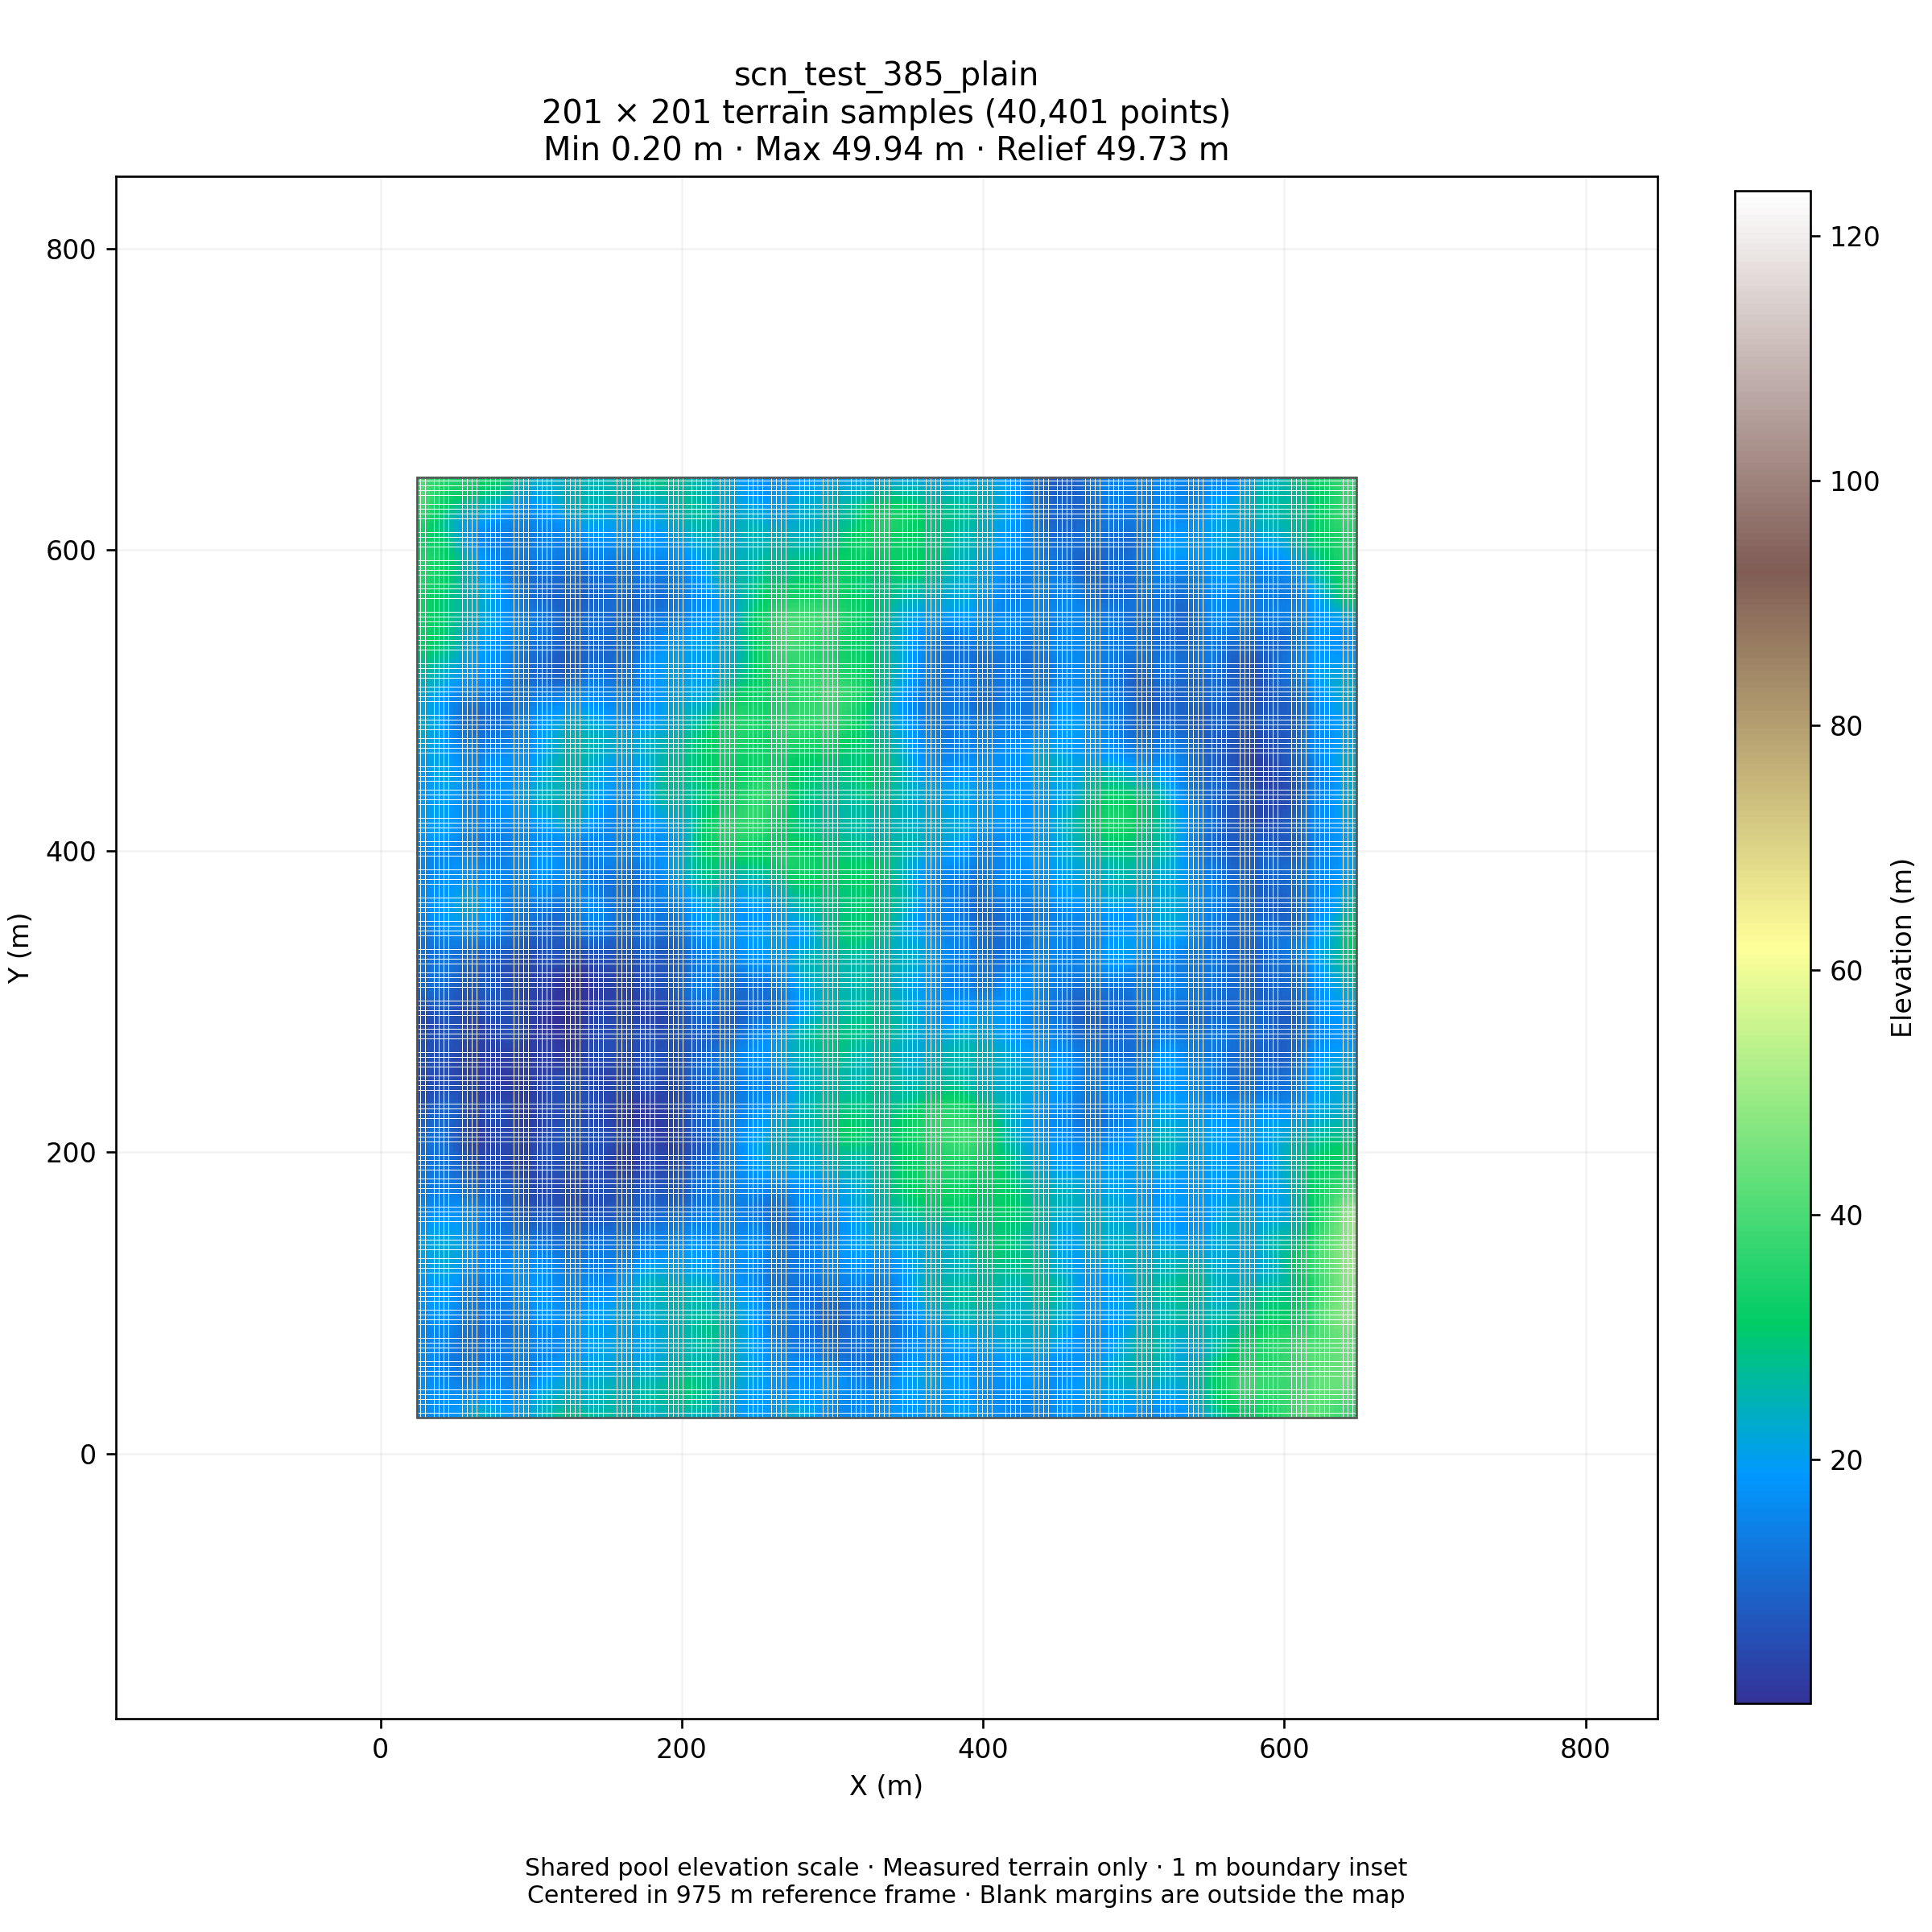 scn_test_385_plain
201 × 201 terrain samples (40,401 points)
Min 0.20 m · Max 49.94 m · Relief 49.73 m
800
600
400
200
0
Y (m)
0
200
400
600
800
X (m)
120
100
80
60
40
20
Elevation (m)
Shared pool elevation scale · Measured terrain only · 1 m boundary inset
Centered in 975 m reference frame · Blank margins are outside the map